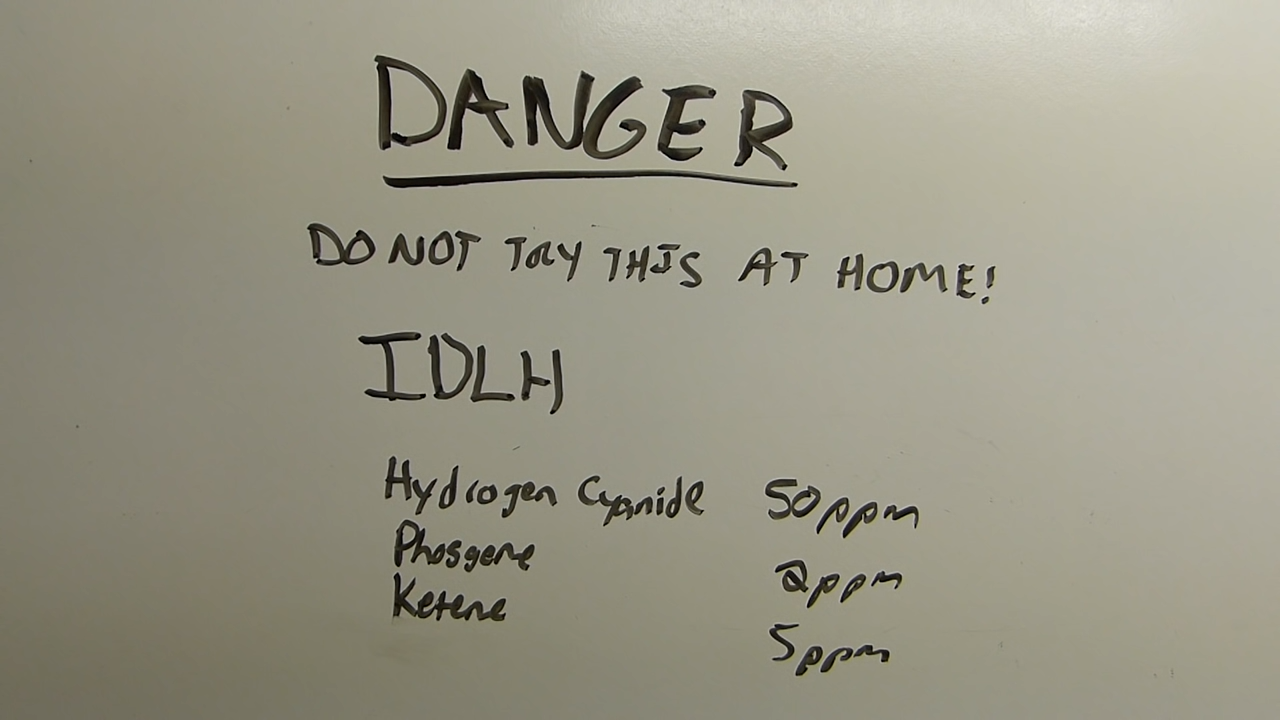 DANGER
DO NOT TRY THIS AT HOME!
IDLH
Hydrogen Cyanide 50ppm
Phosgene 2ppm
Ketene 5ppm